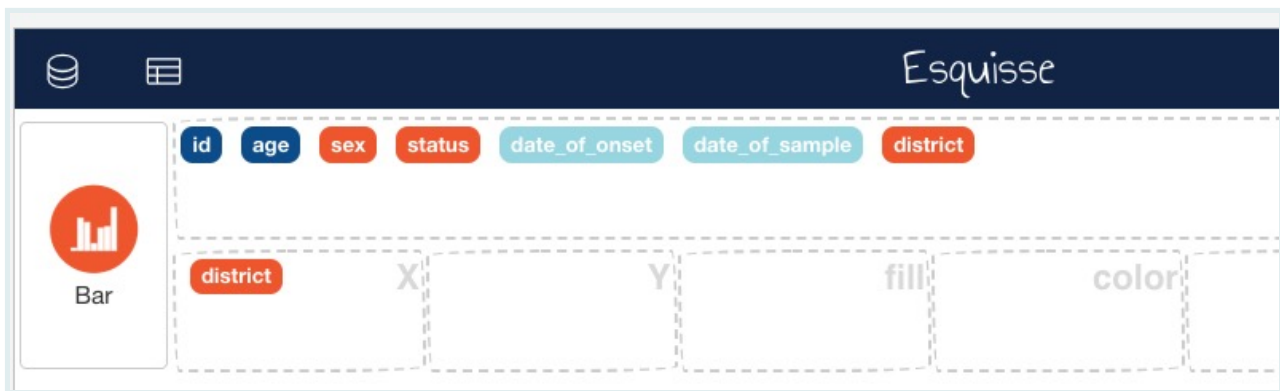 Esquisse
id age sex status date_of_onset date_of_sample district
district X Y fill color
Bar